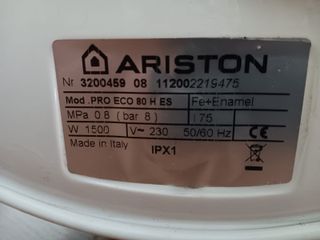 ARISTON
Nr 3200459 08 112002219475
Mod. PRO ECO 80 H ES Fe+Enamel
MPa 0.8 ( bar 8 ) l 75
W 1500 V~ 230 50/60 Hz CE
Made in Italy IPX1